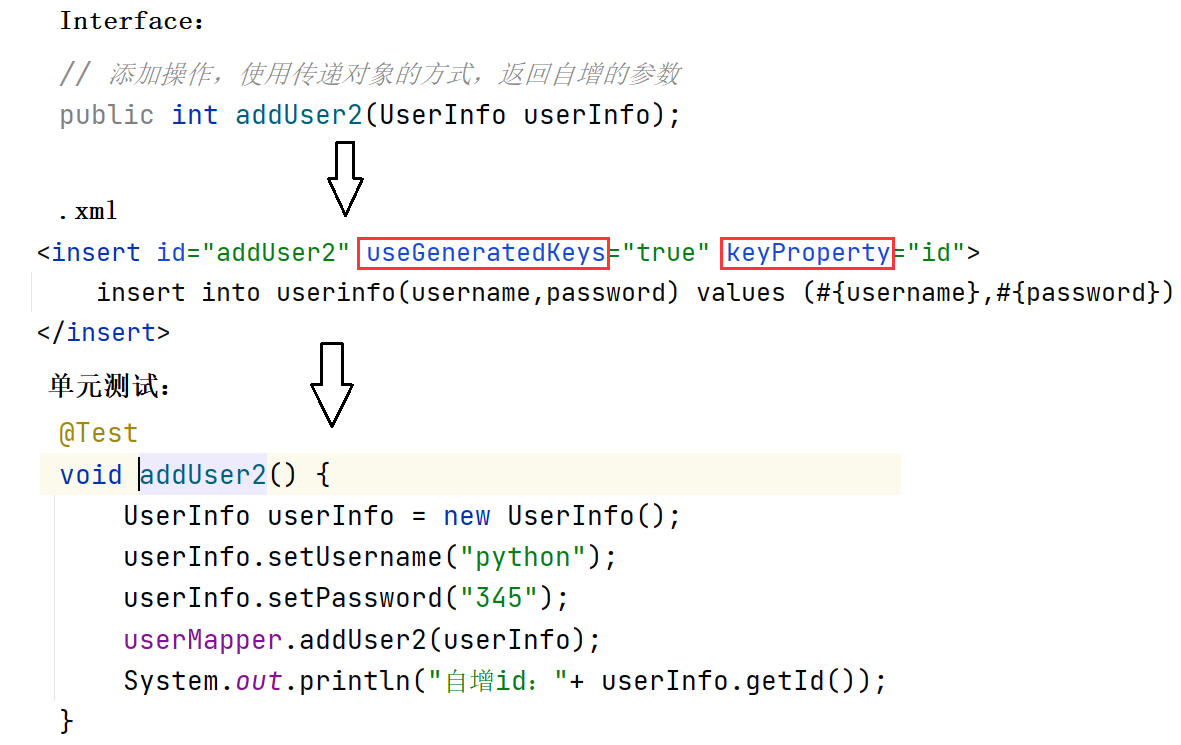 Interface：
// 添加操作，使用传递对象的方式，返回自增的参数
public int addUser2(UserInfo userInfo);
.xml
<insert id="addUser2" useGeneratedKeys="true" keyProperty="id">
insert into userinfo(username,password) values (#{username},#{password})
</insert>
单元测试：
@Test
void addUser2() {
UserInfo userInfo = new UserInfo();
userInfo.setUsername("python");
userInfo.setPassword("345");
userMapper.addUser2(userInfo);
System.out.println("自增id："+ userInfo.getId());
}